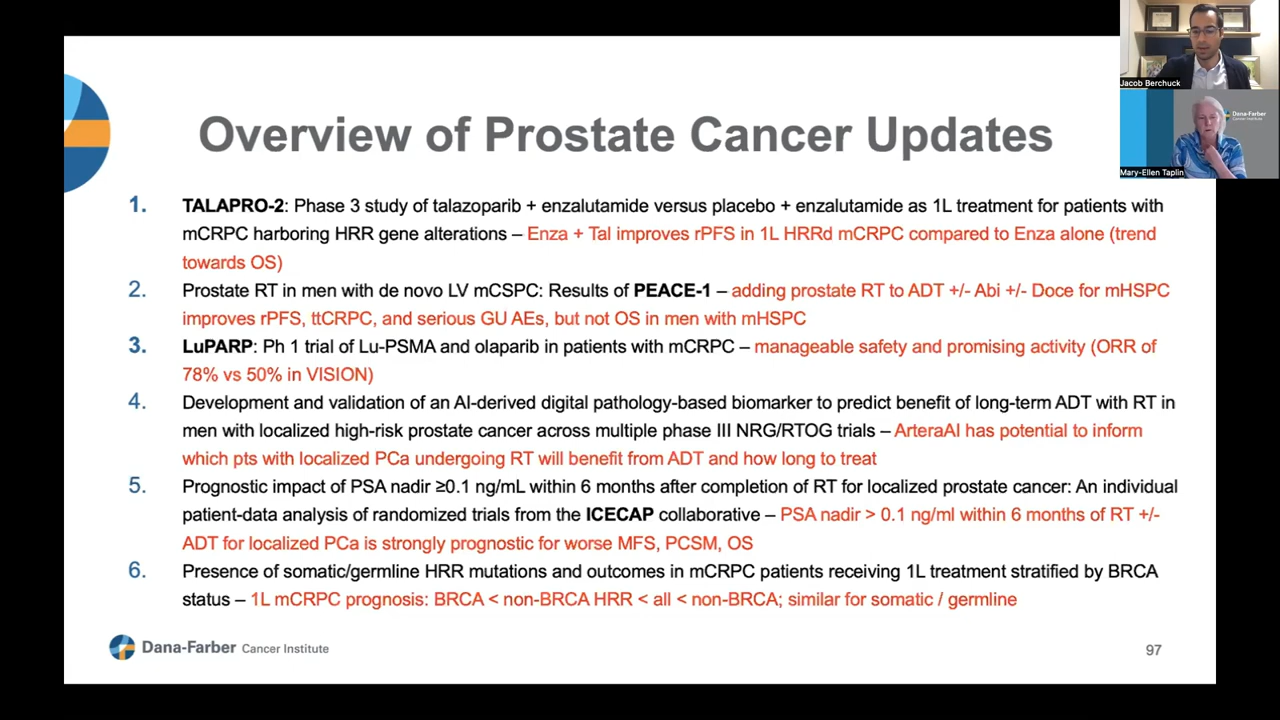 Jacob Berchuck
Dana-Farber
Cancer Institute
Mary-Ellen Taplin
Overview of Prostate Cancer Updates
1. TALAPRO-2: Phase 3 study of talazoparib + enzalutamide versus placebo + enzalutamide as 1L treatment for patients with
mCRPC harboring HRR gene alterations – Enza + Tal improves rPFS in 1L HRRd mCRPC compared to Enza alone (trend
towards OS)
2. Prostate RT in men with de novo LV mCSPC: Results of PEACE-1 – adding prostate RT to ADT +/- Abi +/- Doce for mHSPC
improves rPFS, ttCRPC, and serious GU AEs, but not OS in men with mHSPC
3. LuPARP: Ph 1 trial of Lu-PSMA and olaparib in patients with mCRPC – manageable safety and promising activity (ORR of
78% vs 50% in VISION)
4. Development and validation of an AI-derived digital pathology-based biomarker to predict benefit of long-term ADT with RT in
men with localized high-risk prostate cancer across multiple phase III NRG/RTOG trials – ArteraAI has potential to inform
which pts with localized PCa undergoing RT will benefit from ADT and how long to treat
5. Prognostic impact of PSA nadir ≥0.1 ng/mL within 6 months after completion of RT for localized prostate cancer: An individual
patient-data analysis of randomized trials from the ICECAP collaborative – PSA nadir > 0.1 ng/ml within 6 months of RT +/-
ADT for localized PCa is strongly prognostic for worse MFS, PCSM, OS
6. Presence of somatic/germline HRR mutations and outcomes in mCRPC patients receiving 1L treatment stratified by BRCA
status – 1L mCRPC prognosis: BRCA < non-BRCA HRR < all < non-BRCA; similar for somatic / germline
Dana-Farber Cancer Institute
97